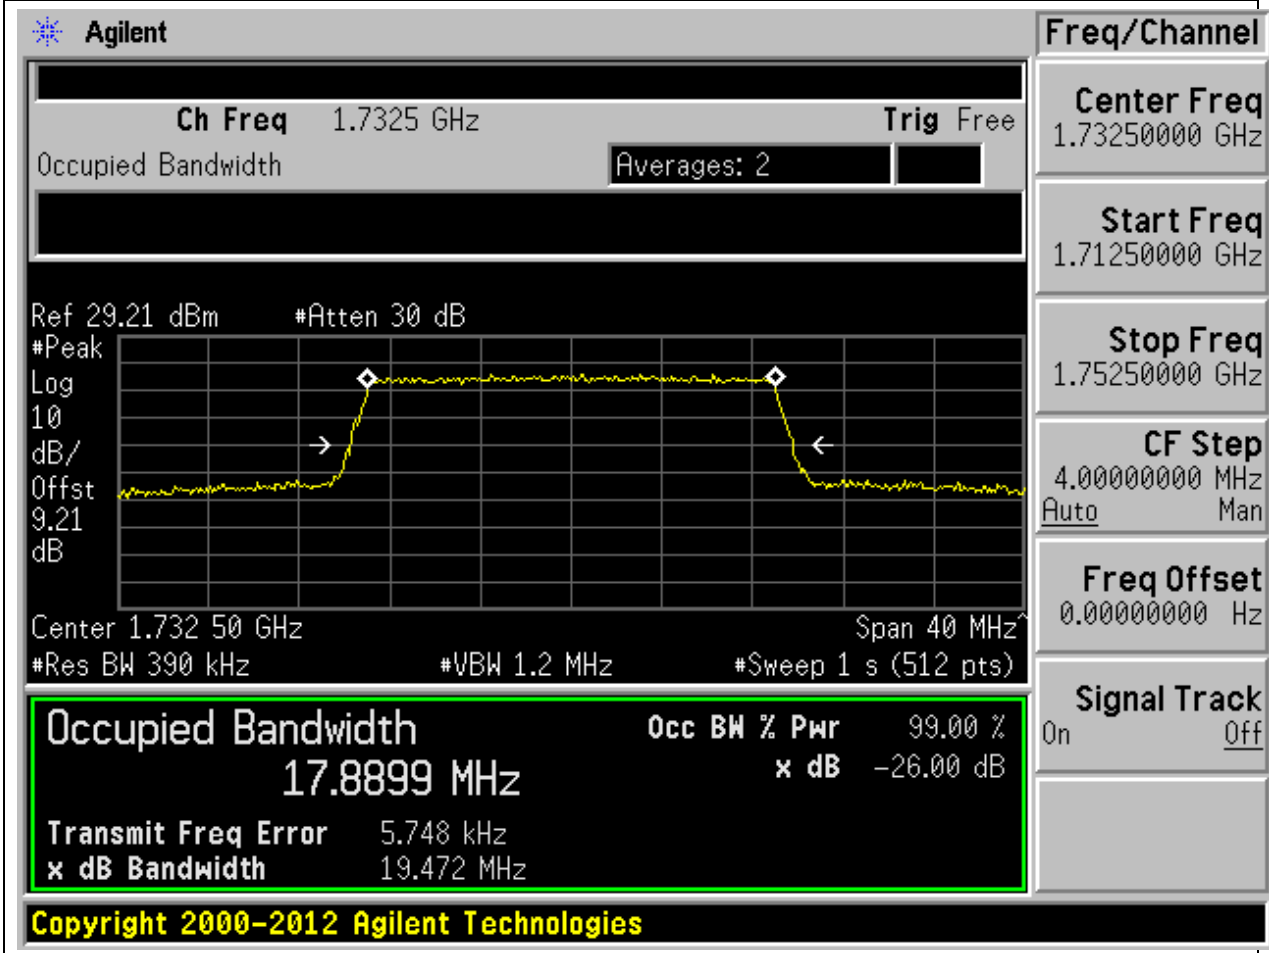 Agilent
Freq/Channel
Ch Freq 1.7325 GHz Trig Free
Occupied Bandwidth Averages: 2
Ref 29.21 dBm #Atten 30 dB
#Peak
Log
10
dB/
Offst
9.21
dB
Center 1.732 50 GHz Span 40 MHz^
#Res BW 390 kHz #VBW 1.2 MHz #Sweep 1 s (512 pts)
Occupied Bandwidth
17.8899 MHz
Occ BW % Pwr 99.00 %
x dB -26.00 dB
Transmit Freq Error 5.748 kHz
x dB Bandwidth 19.472 MHz
Center Freq
1.73250000 GHz
Start Freq
1.71250000 GHz
Stop Freq
1.75250000 GHz
CF Step
4.00000000 MHz
Auto Man
Freq Offset
0.00000000 Hz
Signal Track
On Off
Copyright 2000-2012 Agilent Technologies